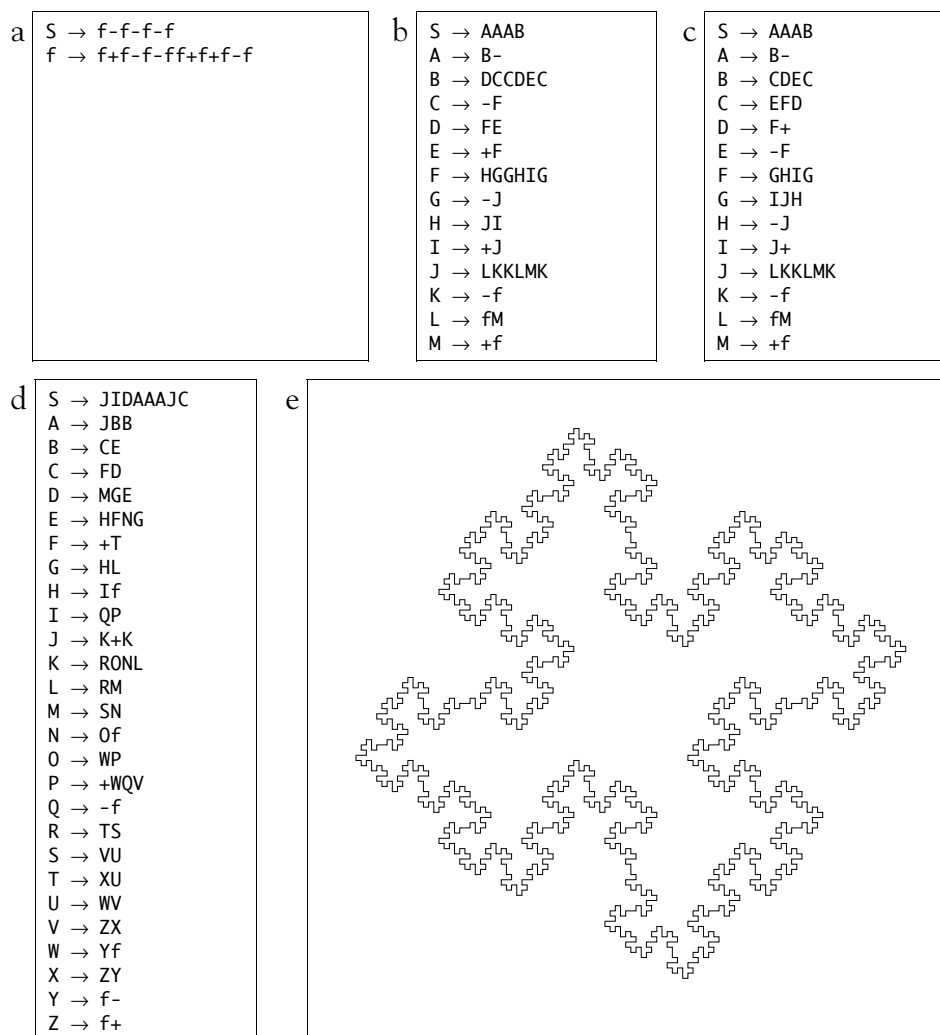 a
S → f-f-f-f
f → f+f-f-ff+f+f-f
b
S → AAAB
A → B-
B → DCCDEC
C → -F
D → FE
E → +F
F → HGGHIG
G → -J
H → JI
I → +J
J → LKKLMK
K → -f
L → fM
M → +f
c
S → AAAB
A → B-
B → CDEC
C → EFD
D → F+
E → -F
F → GHIG
G → IJH
H → -J
I → J+
J → LKKLMK
K → -f
L → fM
M → +f
d
S → JIDAAAJC
A → JBB
B → CE
C → FD
D → MGE
E → HFNG
F → +T
G → HL
H → If
I → QP
J → K+K
K → RONL
L → RM
M → SN
N → Of
O → WP
P → +WQV
Q → -f
R → TS
S → VU
T → XU
U → WV
V → ZX
W → Yf
X → ZY
Y → f-
Z → f+
e